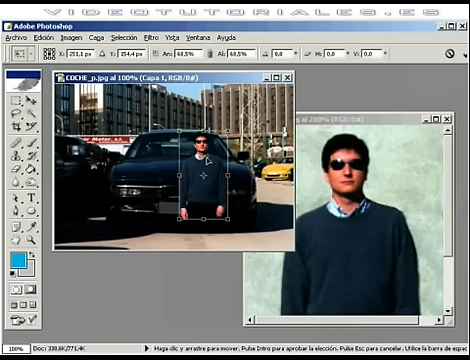 VIDEOTUTORIALES.ES
Adobe Photoshop
Archivo Edición Imagen Capa Selección Filtro Vista Ventana Ayuda
X: 251,1 px Y: 154,4 px An: 68,5% Al: 68,5% 0,0 H: 0,0 V: 0,0
COCHE_p.jpg al 100% (Capa 1, RGB/8#)
g al 200% (RGB/8#)
100% Doc: 338,6K/771,4K Haga clic y arrastre para mover. Pulse Intro para aprobar la elección. Pulse Esc para cancelar. Utilice la barra de espac